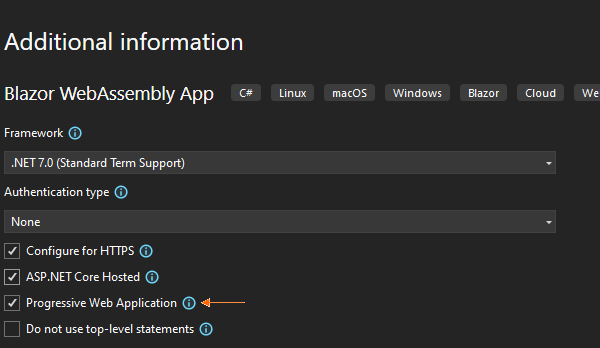 Additional information
Blazor WebAssembly App C# Linux macOS Windows Blazor Cloud We
Framework
.NET 7.0 (Standard Term Support)
Authentication type
None
Configure for HTTPS
ASP.NET Core Hosted
Progressive Web Application
Do not use top-level statements